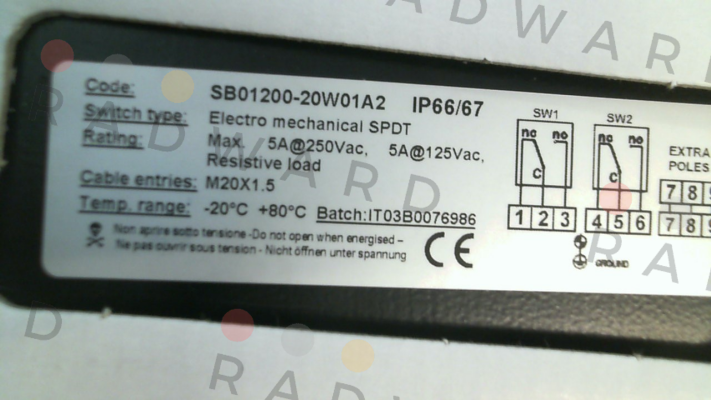 Code: SB01200-20W01A2 IP66/67
Switch type: Electro mechanical SPDT
Rating: Max. 5A@250Vac, 5A@125Vac,
Resistive load
Cable entries: M20X1.5
Temp. range: -20°C +80°C Batch:IT03B0076986
Non aprire sotto tensione -Do not open when energised –
Ne pas ouvrir sous tension - Nicht öffnen unter spannung
CE
SW1
nc no
C
1 2 3
SW2
nc no
C
4 5 6
GROUND
EXTRA
POLES
7 8
7 8
RADWARD
RADWARD
RADWARD